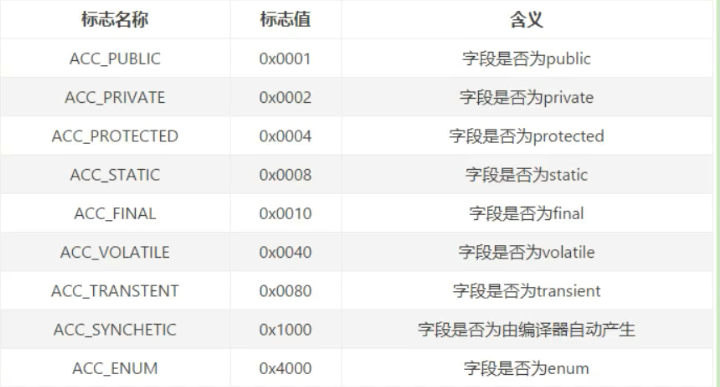 标志名称 标志值 含义
ACC_PUBLIC 0x0001 字段是否为public
ACC_PRIVATE 0x0002 字段是否为private
ACC_PROTECTED 0x0004 字段是否为protected
ACC_STATIC 0x0008 字段是否为static
ACC_FINAL 0x0010 字段是否为final
ACC_VOLATILE 0x0040 字段是否为volatile
ACC_TRANSTENT 0x0080 字段是否为transient
ACC_SYNCHETIC 0x1000 字段是否为由编译器自动产生
ACC_ENUM 0x4000 字段是否为enum